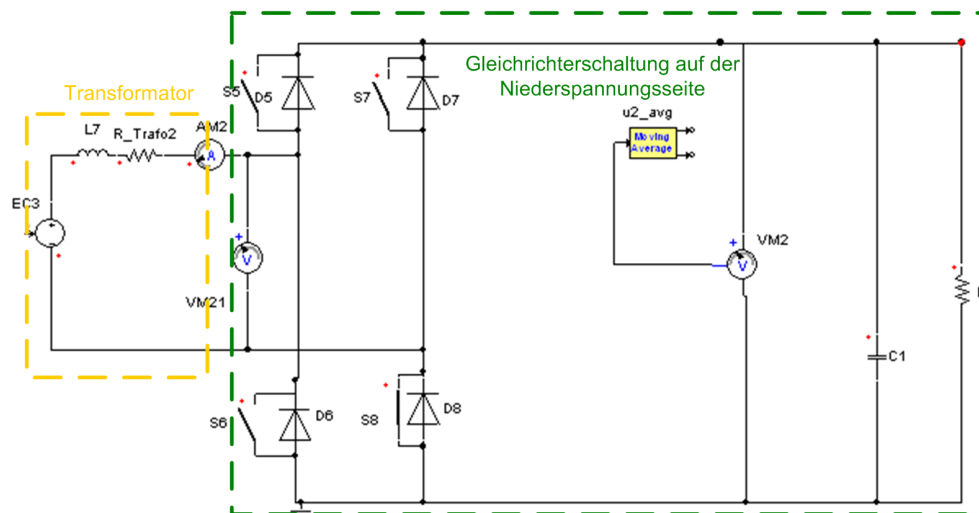 Gleichrichterschaltung auf der
Niederspannungsseite
Transformator
S5
D5
S7
D7
u2_avg
Moving
Average
L7
R_Trafo2
AM2
A
EC3
V
VM21
V
VM2
C1
S6
D6
S8
D8